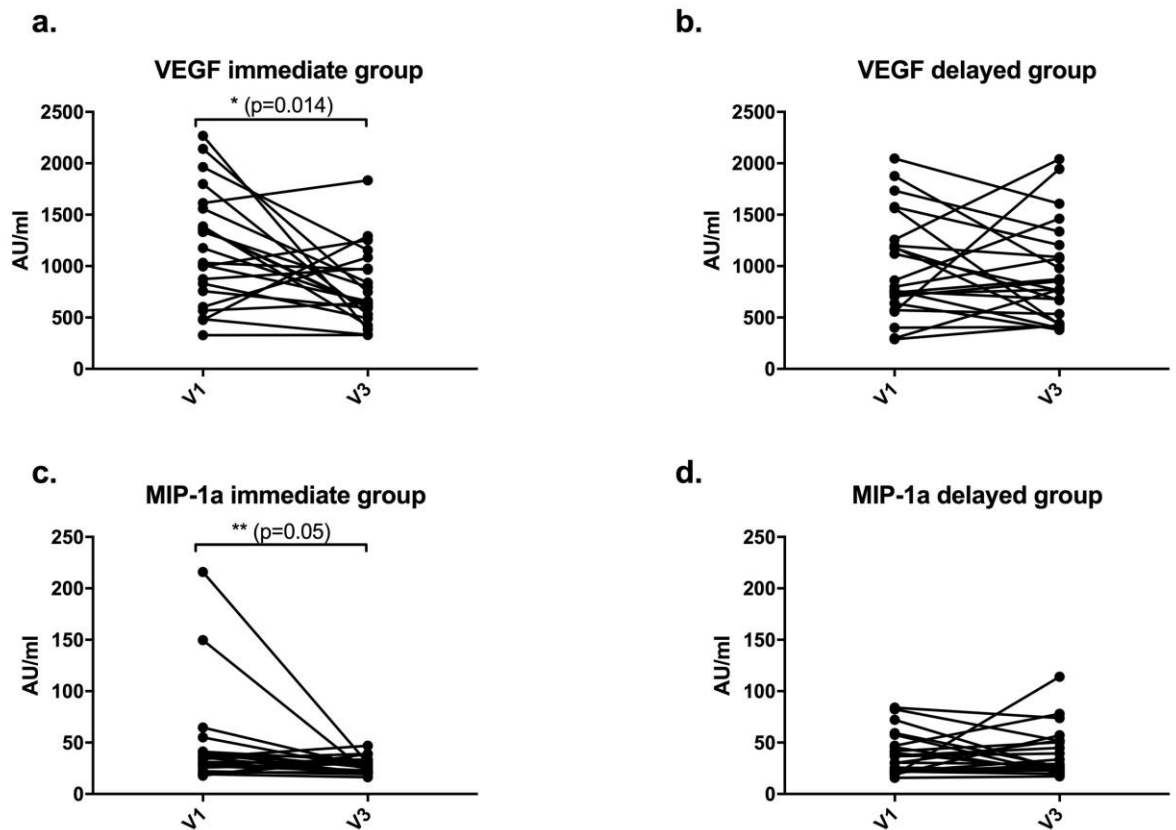 a.
VEGF immediate group
* (p=0.014)
2500
2000
1500
1000
500
0
AU/ml
V1
V3
b.
VEGF delayed group
2500
2000
1500
1000
500
0
AU/ml
V1
V3
c.
MIP-1a immediate group
** (p=0.05)
250
200
150
100
50
0
AU/ml
V1
V3
d.
MIP-1a delayed group
250
200
150
100
50
0
AU/ml
V1
V3